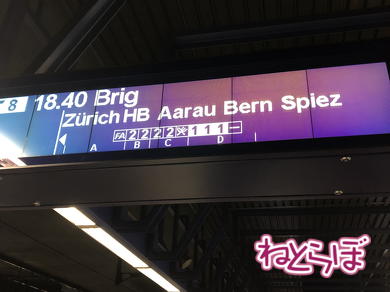 8 18.40 Brig
Zürich HB Aarau Bern Spiez
FA 2 2 2 2 1 1 1
A B C D
ねとらぼ